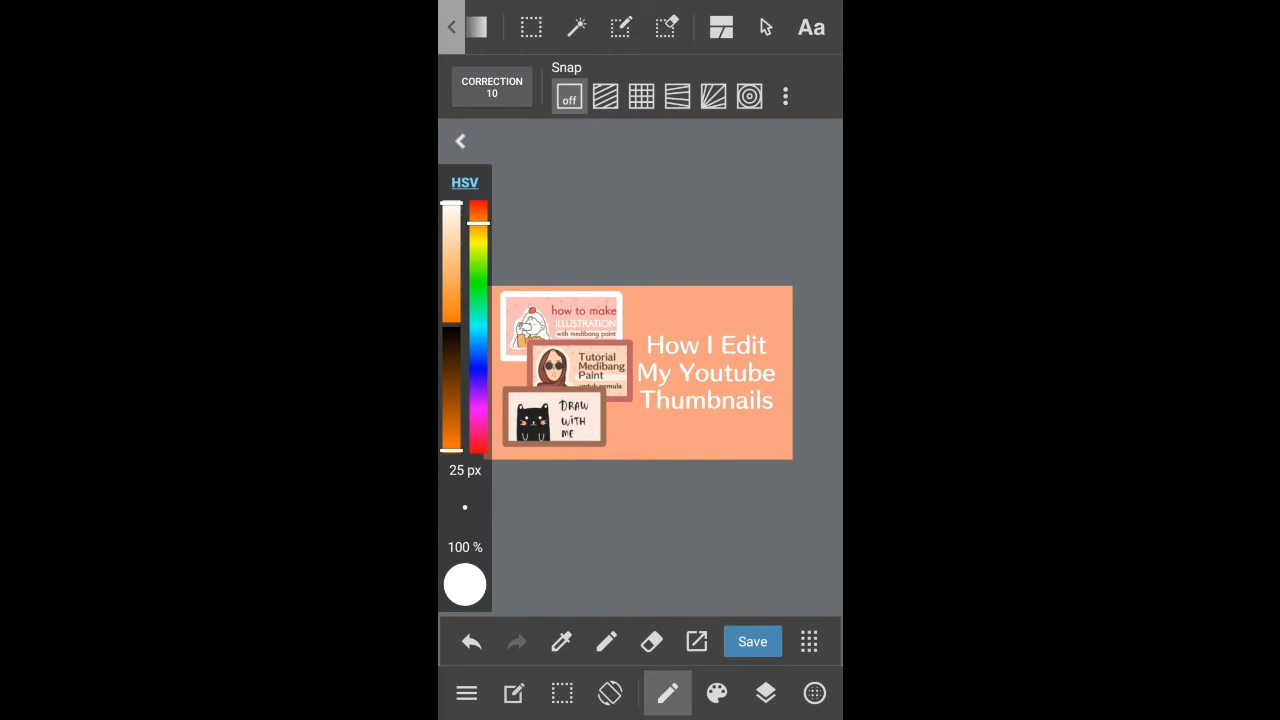 Aa
CORRECTION
10
Snap
off
HSV
how to make
ILLUSTRATION
with medibang paint
Tutorial
Medibang
Paint
untuk pemula
DRAW
WITH
ME
How I Edit
My Youtube
Thumbnails
25 px
100 %
Save